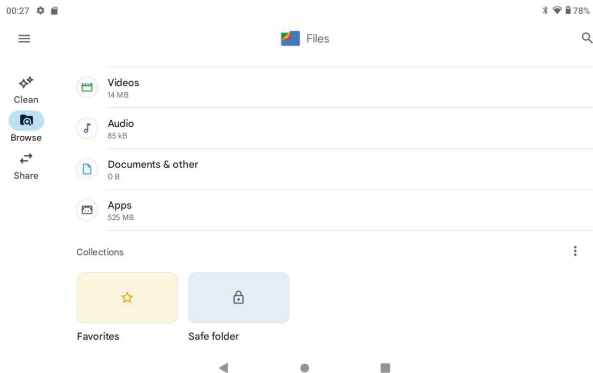 00:27
78%
Files
Clean
Browse
Share
Videos
14 MB
Audio
85 kB
Documents & other
0 B
Apps
525 MB
Collections
Favorites
Safe folder